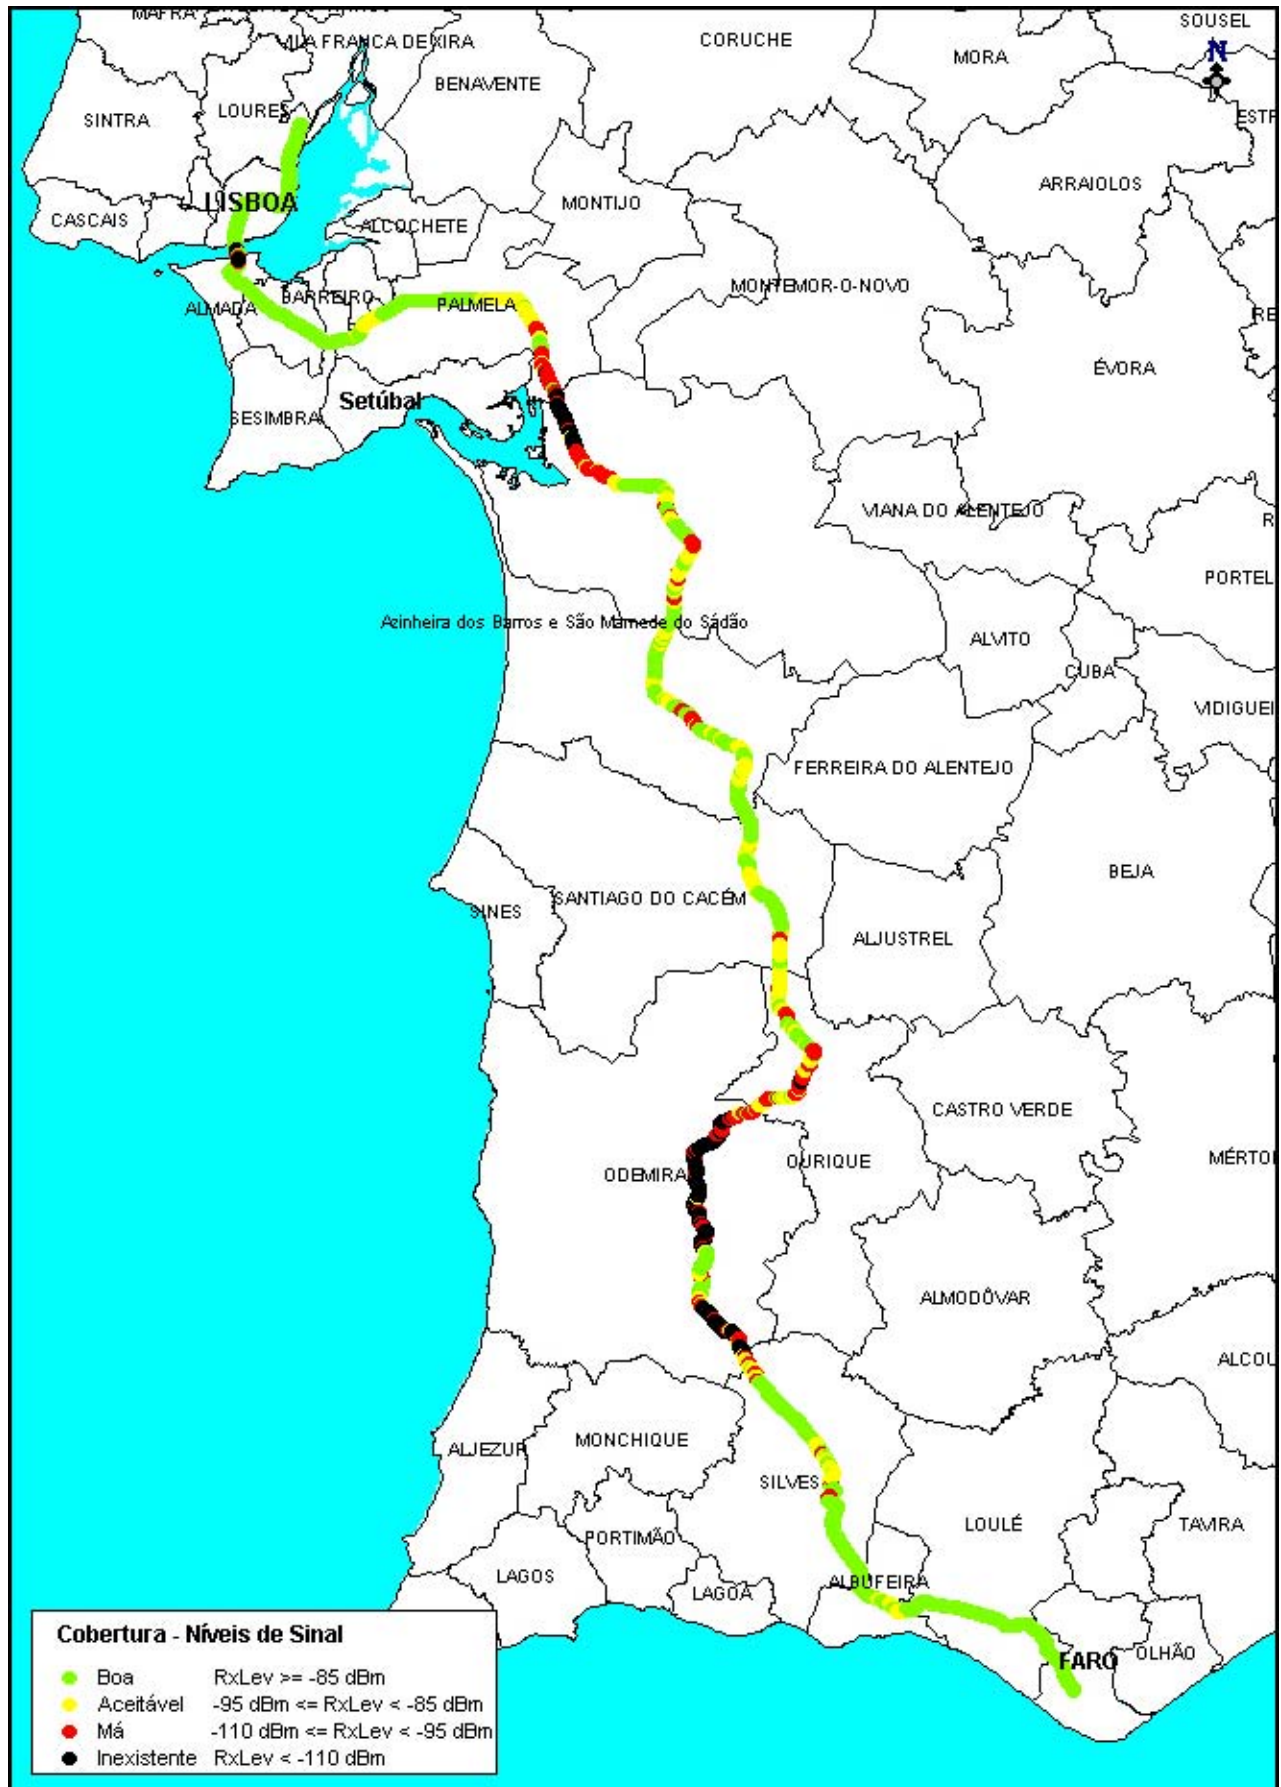 MAFRA
VILA FRANCA DE XIRA
CORUCHE
SOUSEL
MORA
N
BENAVENTE
SINTRA
LOURES
ARRAIOLOS
LISBOA
MONTIJO
CASCAIS
ALCOCHETE
MONTEMOR-O-NOVO
ALMADA
BARREIRO
PALMELA
ÉVORA
Setúbal
SESIMBRA
VIANA DO ALENTEJO
PORTEL
Azinheira dos Barros e São Mamede do Sádão
ALVITO
CUBA
VIDIGUEI
FERREIRA DO ALENTEJO
BEJA
SANTIAGO DO CACÉM
SINES
ALJUSTREL
CASTRO VERDE
OURIQUE
ODEMIRA
MÉRTO
ALMODÔVAR
ALCOU
MONCHIQUE
ALJEZUR
SILVES
LOULÉ
TAVIRA
PORTIMÃO
LAGOS
LAGOA
ALBUFEIRA
FARO
OLHÃO
Cobertura - Níveis de Sinal
Boa RxLev >= -85 dBm
Aceitável -95 dBm <= RxLev < -85 dBm
Má -110 dBm <= RxLev < -95 dBm
Inexistente RxLev < -110 dBm